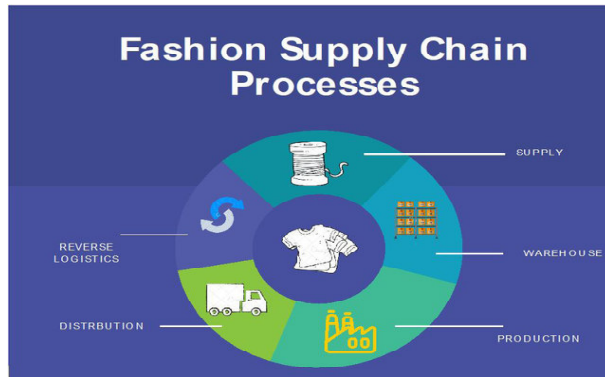 Fashion Supply Chain
Processes
SUPPLY
WAREHOUSE
PRODUCTION
DISTRBUTION
REVERSE
LOGISTICS